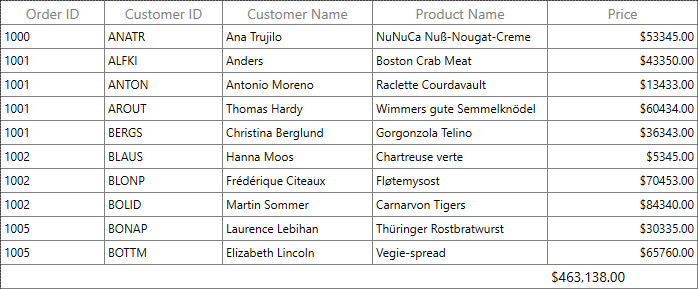 Order ID Customer ID Customer Name Product Name Price
1000 ANATR Ana Trujilo NuNuCa Nuß-Nougat-Creme $53345.00
1001 ALFKI Anders Boston Crab Meat $43350.00
1001 ANTON Antonio Moreno Raclette Courdavault $13433.00
1001 AROUT Thomas Hardy Wimmers gute Semmelknödel $60434.00
1001 BERGS Christina Berglund Gorgonzola Telino $36343.00
1002 BLAUS Hanna Moos Chartreuse verte $5345.00
1002 BLONP Frédérique Citeaux Fløtemysost $70453.00
1002 BOLID Martin Sommer Carnarvon Tigers $84340.00
1005 BONAP Laurence Lebihan Thüringer Rostbratwurst $30335.00
1005 BOTTM Elizabeth Lincoln Vegie-spread $65760.00
$463,138.00